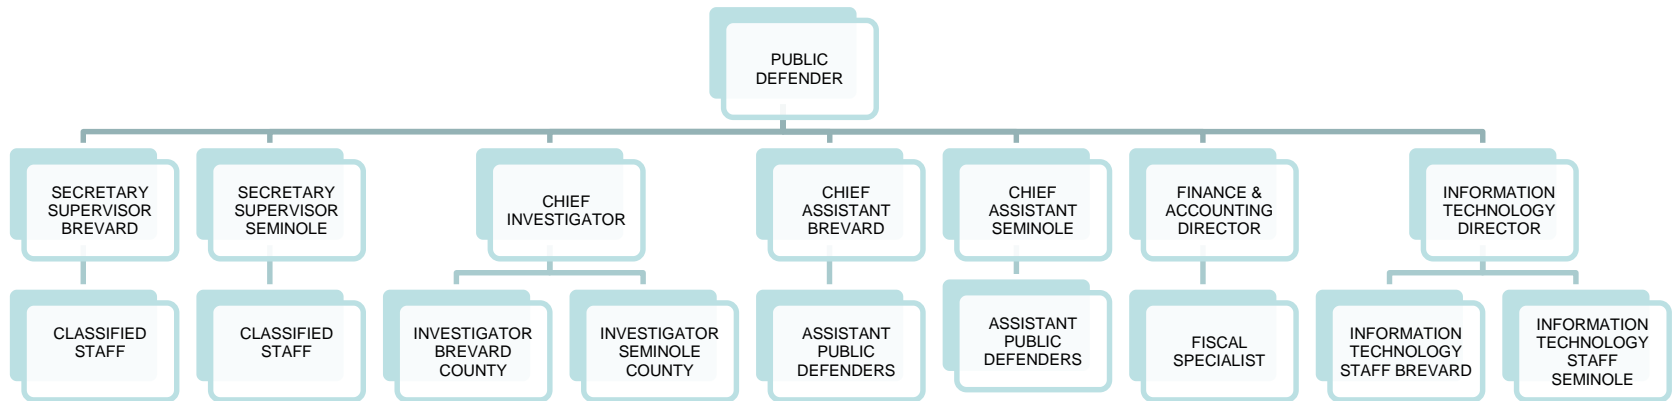 PUBLIC
DEFENDER
SECRETARY
SUPERVISOR
BREVARD
SECRETARY
SUPERVISOR
SEMINOLE
CHIEF
INVESTIGATOR
CHIEF
ASSISTANT
BREVARD
CHIEF
ASSISTANT
SEMINOLE
FINANCE &
ACCOUNTING
DIRECTOR
INFORMATION
TECHNOLOGY
DIRECTOR
CLASSIFIED
STAFF
CLASSIFIED
STAFF
INVESTIGATOR
BREVARD
COUNTY
INVESTIGATOR
SEMINOLE
COUNTY
ASSISTANT
PUBLIC
DEFENDERS
ASSISTANT
PUBLIC
DEFENDERS
FISCAL
SPECIALIST
INFORMATION
TECHNOLOGY
STAFF BREVARD
INFORMATION
TECHNOLOGY
STAFF
SEMINOLE